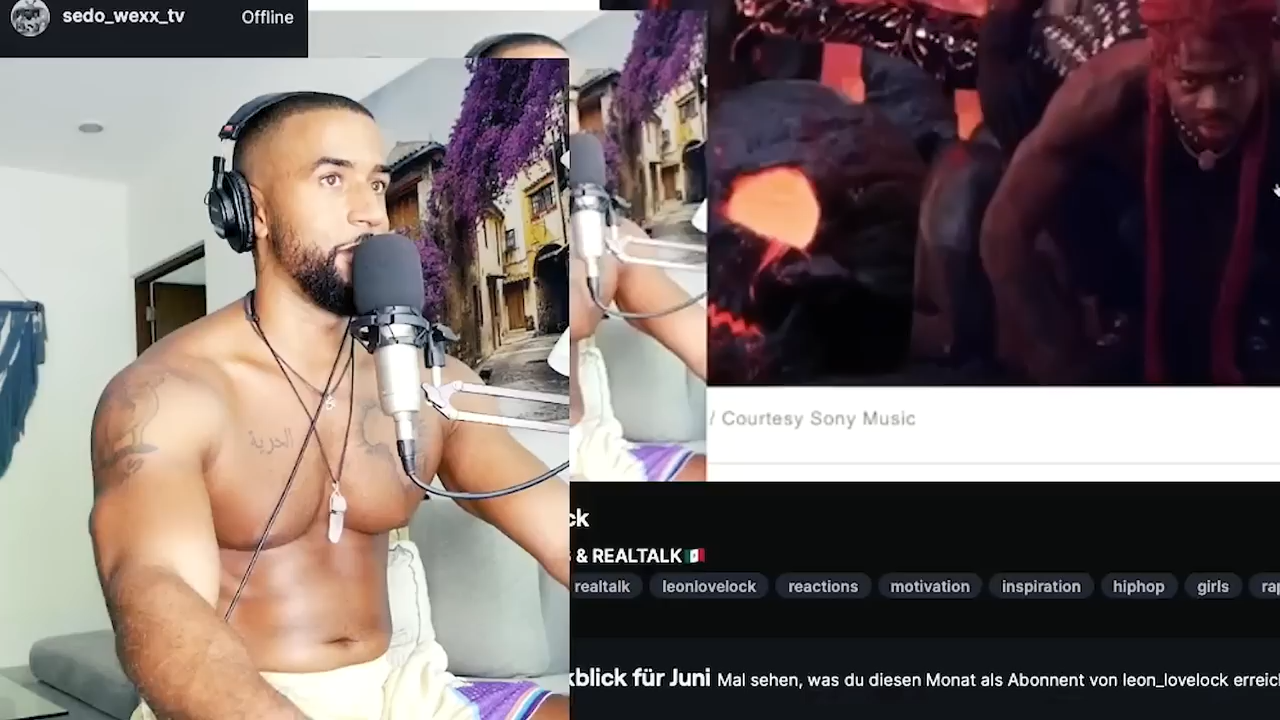 sedo_wexx_tv Offline
الحرية
/ Courtesy Sony Music
ck
& REALTALK
realtalk leonlovelock reactions motivation inspiration hiphop girls rap
kblick für Juni Mal sehen, was du diesen Monat als Abonnent von leon_lovelock erreic